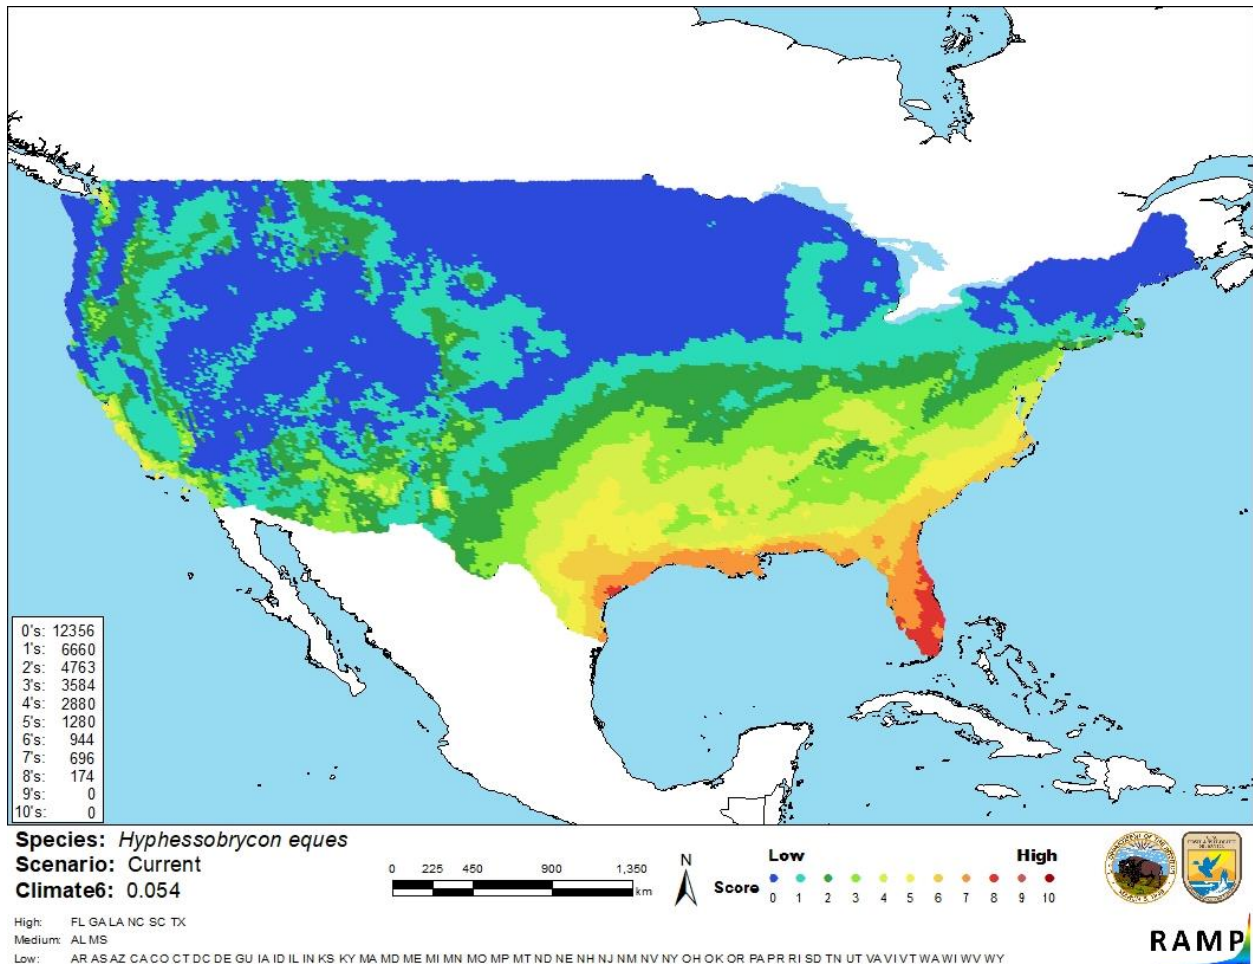 0's: 12356
1's: 6660
2's: 4763
3's: 3584
4's: 2880
5's: 1280
6's: 944
7's: 696
8's: 174
9's: 0
10's: 0
Species: Hyphessobrycon eques
Scenario: Current
Climate6: 0.054
0 225 450 900 1,350
km
N
Low High
Score 0 1 2 3 4 5 6 7 8 9 10
High: FL GA LA NC SC TX
Medium: AL MS
Low: AR AS AZ CA CO CT DC DE GU IA ID IL IN KS KY MA MD ME MI MN MO MP MT ND NE NH NJ NM NV NY OH OK OR PA PR RI SD TN UT VA VI VT WA WI WV WY
RAMP